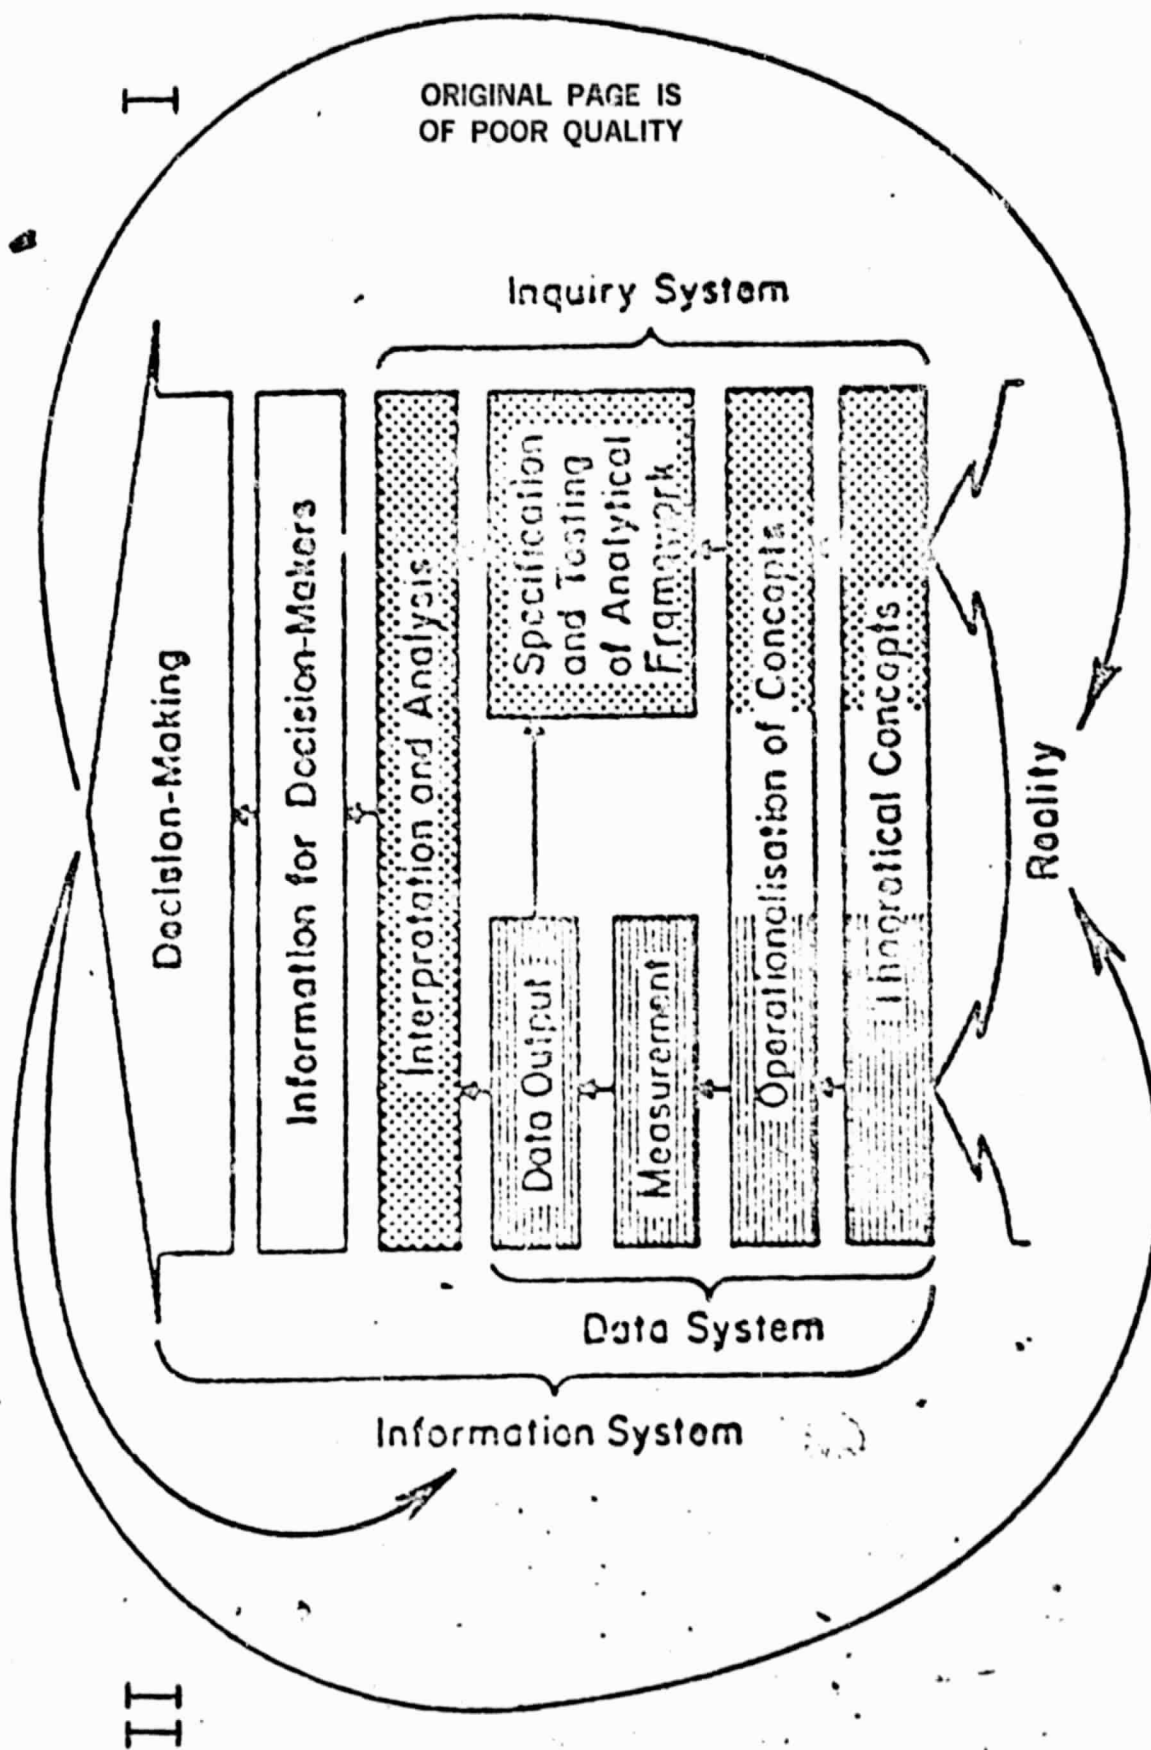 ORIGINAL PAGE IS
OF POOR QUALITY
I
II
Inquiry System
Decision-Making
Information for Decision-Makers
Interpretation and Analysis
Specification
and Testing
of Analytical
Framework
Data Output
Measurement
Operationalisation of Concepts
Theoretical Concepts
Reality
Data System
Information System